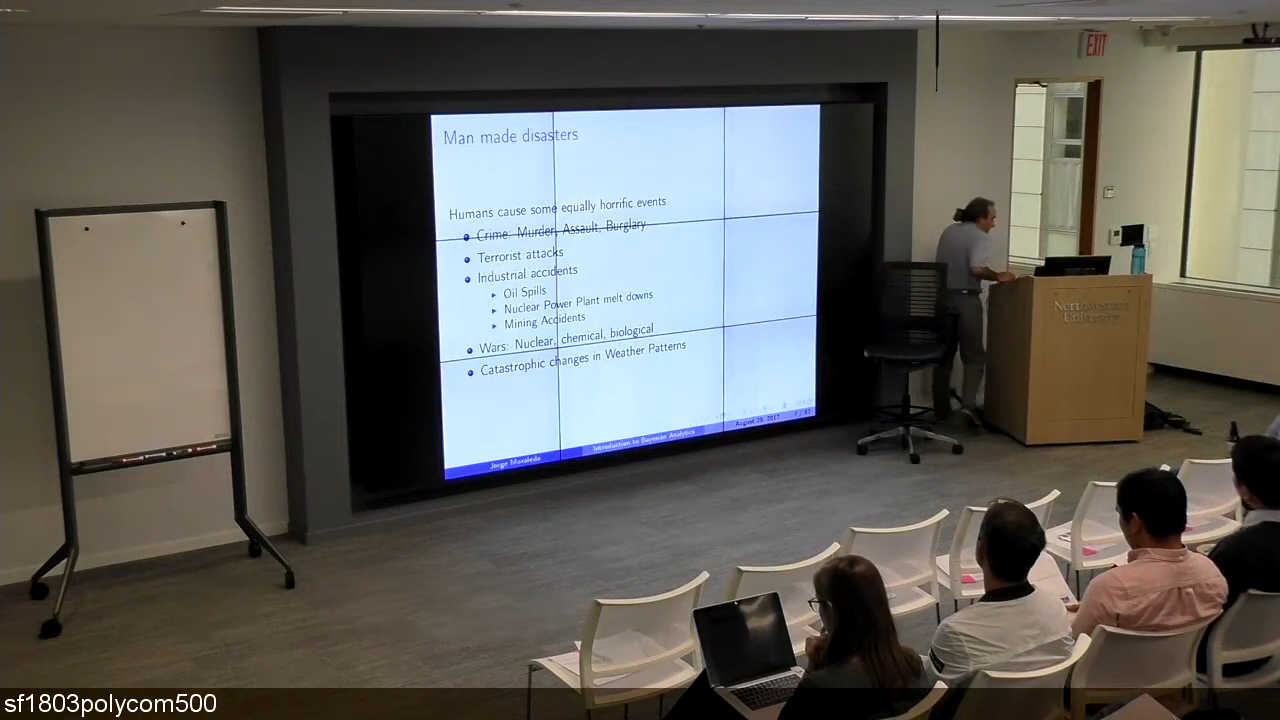 EXIT
Man made disasters
Humans cause some equally horrific events.
Crime: Murder, Assault, Burglary
Terrorist attacks
Industrial accidents
Oil Spills
Nuclear Power Plant melt downs
Mining Accidents
Wars: Nuclear, chemical, biological
Catastrophic changes in Weather Patterns
Jorge Moraleda
Introduction to Bayesian Analytics
August 29, 2017
Northwestern
University
sf1803polycom500